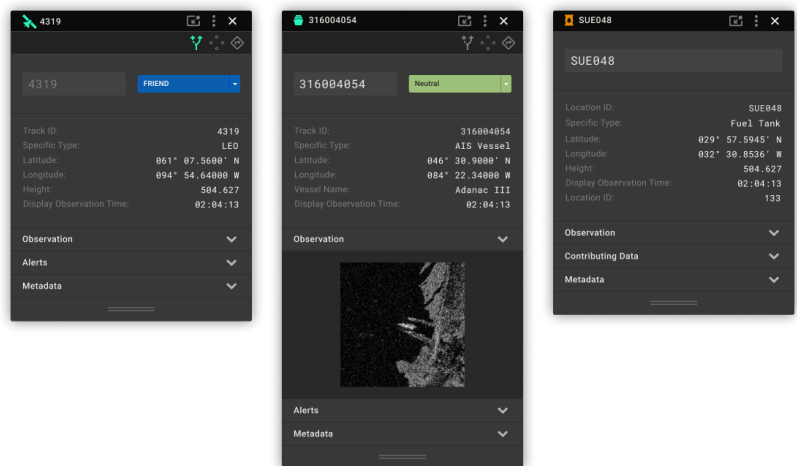 4319
4319
FRIEND
Track ID: 4319
Specific Type: LEO
Latitude: 061° 07.5600' N
Longitude: 094° 54.64000 W
Height: 504.627
Display Observation Time: 02:04:13
Observation
Alerts
Metadata
316004054
316004054
Neutral
Track ID: 316004054
Specific Type: AIS Vessel
Latitude: 046° 30.9000' N
Longitude: 084° 22.34000 W
Vessel Name: Adanac III
Display Observation Time: 02:04:13
Observation
Alerts
Metadata
SUE048
SUE048
Location ID: SUE048
Specific Type: Fuel Tank
Latitude: 029° 57.5945' N
Longitude: 032° 30.8536' W
Height: 504.627
Display Observation Time: 02:04:13
Location ID: 133
Observation
Contributing Data
Metadata